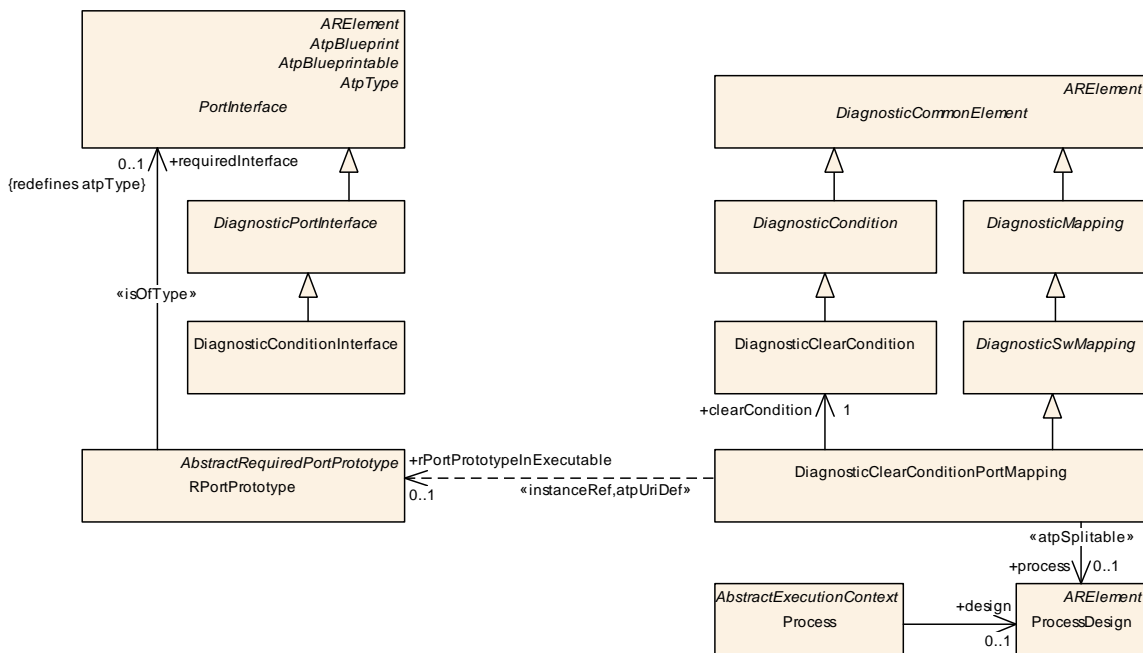 ARElement
AtpBlueprint
AtpBlueprintable
AtpType
PortInterface
ARElement
DiagnosticCommonElement
0..1
+requiredInterface
{redefines atpType}
DiagnosticPortInterface
DiagnosticCondition
DiagnosticMapping
«isOfType»
DiagnosticConditionInterface
DiagnosticClearCondition
DiagnosticSwMapping
+clearCondition
1
AbstractRequiredPortPrototype
RPortPrototype
+rPortPrototypeInExecutable
0..1
«instanceRef,atpUriDef»
DiagnosticClearConditionPortMapping
«atpSplitable»
+process
0..1
AbstractExecutionContext
Process
+design
0..1
ARElement
ProcessDesign